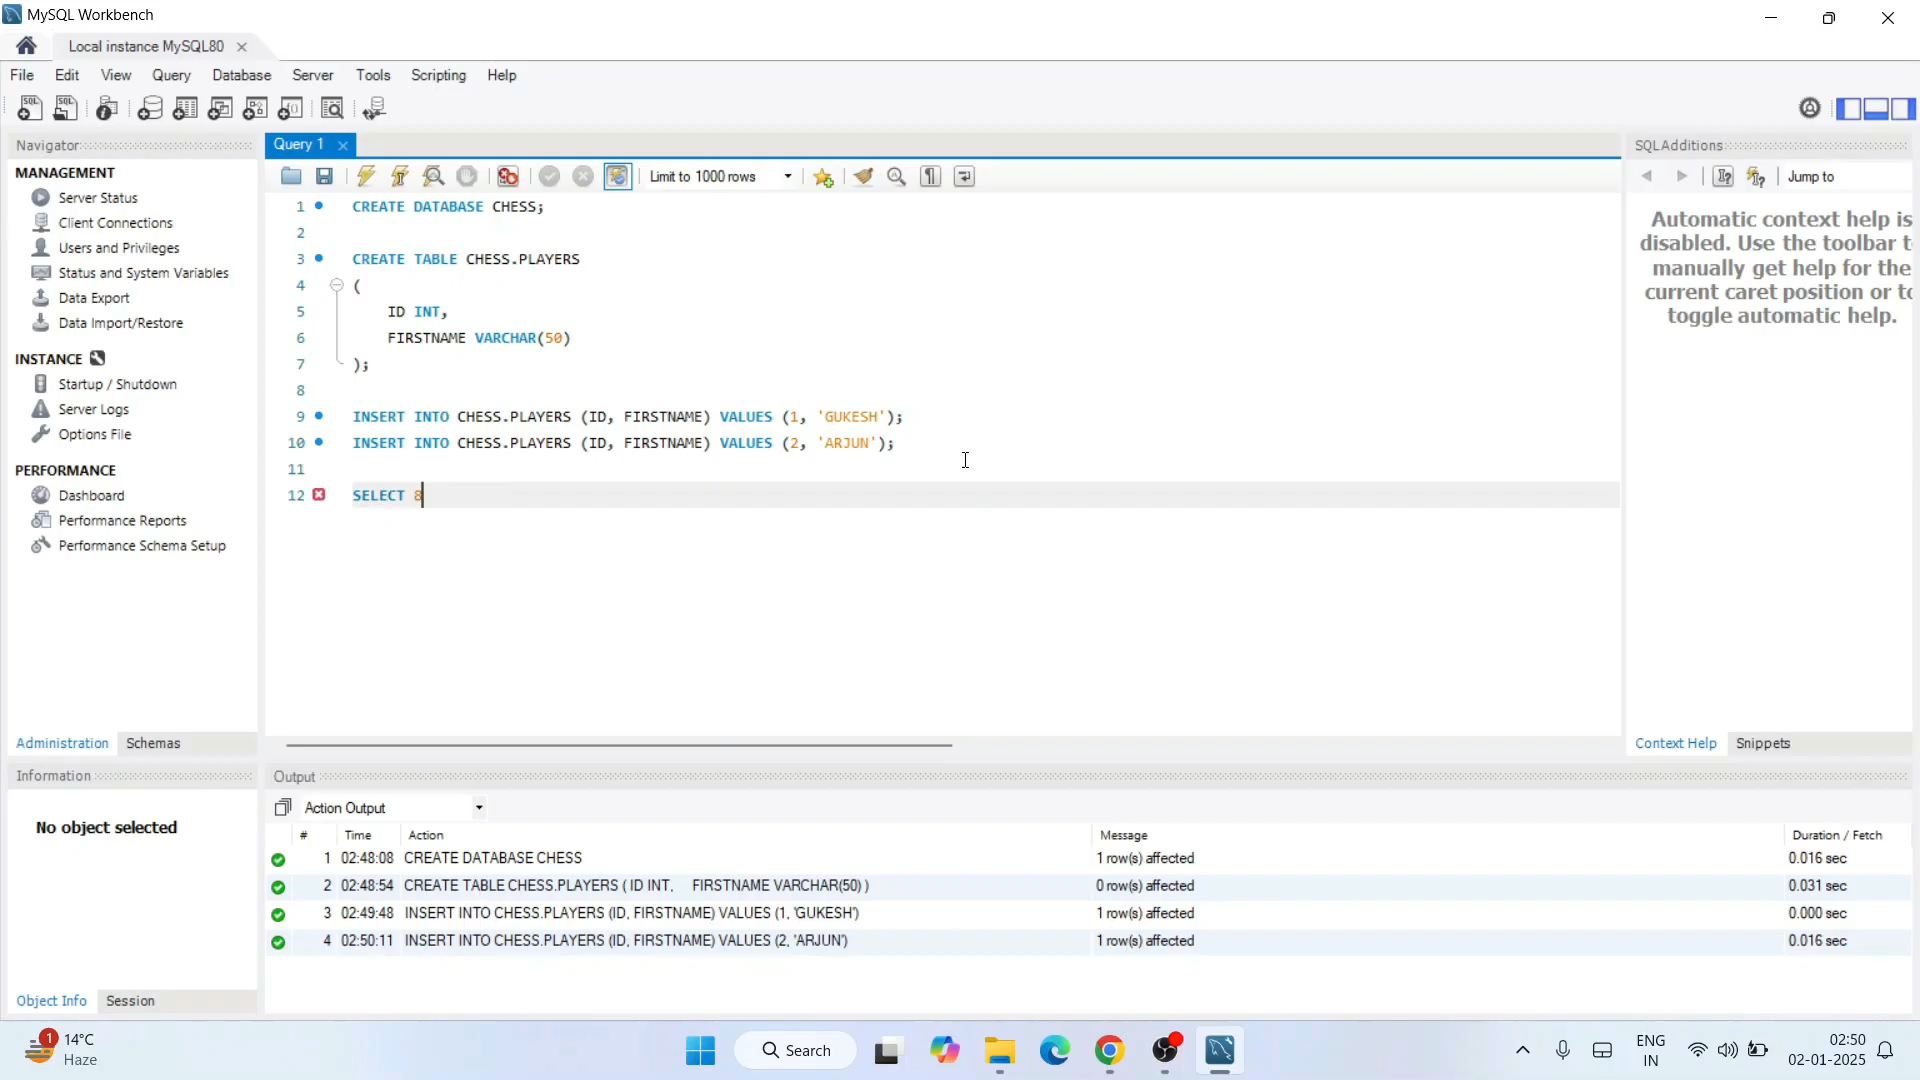 MySQL Workbench
Local instance MySQL80
File Edit View Query Database Server Tools Scripting Help
Navigator
MANAGEMENT
Server Status
Client Connections
Users and Privileges
Status and System Variables
Data Export
Data Import/Restore
INSTANCE
Startup / Shutdown
Server Logs
Options File
PERFORMANCE
Dashboard
Performance Reports
Performance Schema Setup
Administration Schemas
Information
No object selected
Object Info Session
Query 1
Limit to 1000 rows
1 CREATE DATABASE CHESS;
2
3 CREATE TABLE CHESS.PLAYERS
4 (
5 ID INT,
6 FIRSTNAME VARCHAR(50)
7 );
8
9 INSERT INTO CHESS.PLAYERS (ID, FIRSTNAME) VALUES (1, 'GUKESH');
10 INSERT INTO CHESS.PLAYERS (ID, FIRSTNAME) VALUES (2, 'ARJUN');
11
12 SELECT 8
SQLAdditions
Jump to
Automatic context help is
disabled. Use the toolbar t
manually get help for the
current caret position or to
toggle automatic help.
Context Help Snippets
Output
Action Output
# Time Action Message Duration / Fetch
1 02:48:08 CREATE DATABASE CHESS 1 row(s) affected 0.016 sec
2 02:48:54 CREATE TABLE CHESS.PLAYERS ( ID INT, FIRSTNAME VARCHAR(50) ) 0 row(s) affected 0.031 sec
3 02:49:48 INSERT INTO CHESS.PLAYERS (ID, FIRSTNAME) VALUES (1, 'GUKESH') 1 row(s) affected 0.000 sec
4 02:50:11 INSERT INTO CHESS.PLAYERS (ID, FIRSTNAME) VALUES (2, 'ARJUN') 1 row(s) affected 0.016 sec
1
14°C
Haze
Search
ENG
IN
02:50
02-01-2025